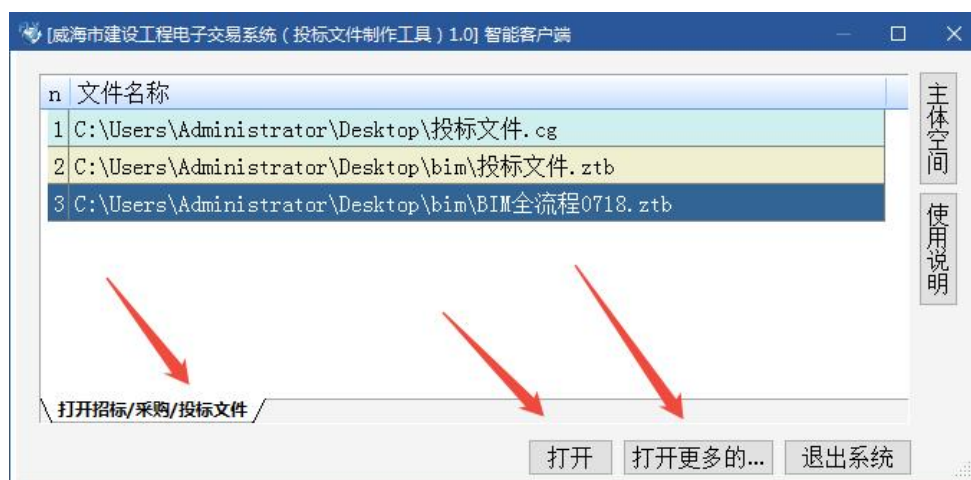 [威海市建设工程电子交易系统（投标文件制作工具）1.0] 智能客户端
n 文件名称
1 C:\Users\Administrator\Desktop\投标文件.cg
2 C:\Users\Administrator\Desktop\bim\投标文件.ztb
3 C:\Users\Administrator\Desktop\bim\BIM全流程0718.ztb
主体空间
使用说明
打开招标/采购/投标文件
打开 打开更多的... 退出系统